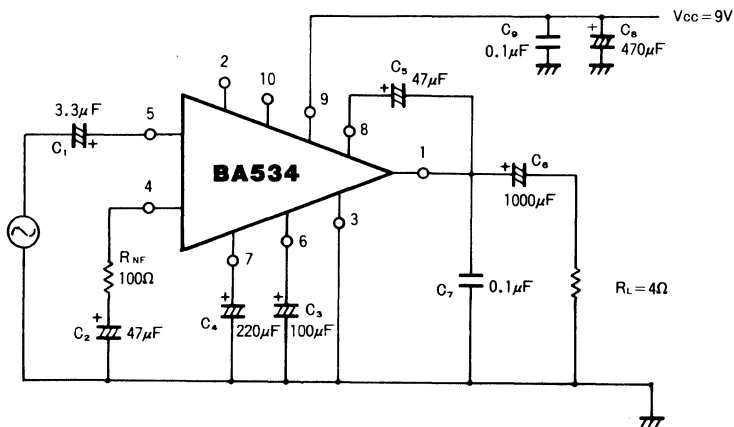 Vcc=9V
C9
0.1μF
C8
470μF
+
2
10
9
C5
47μF
+
8
3.3μF
5
C1
+
BA534
1
C6
+
1000μF
4
3
RNF
100Ω
7
6
+
C4
220μF
+
C3
100μF
C7
0.1μF
RL=4Ω
+
C2
47μF